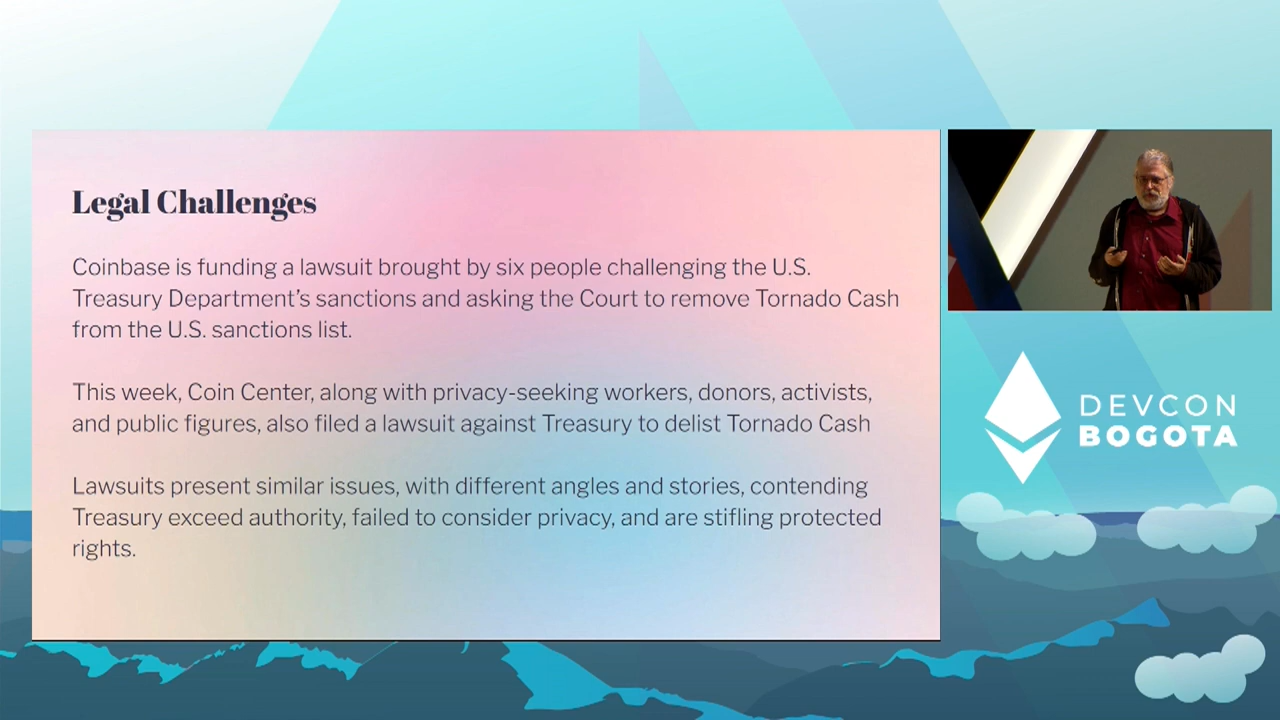 Legal Challenges
Coinbase is funding a lawsuit brought by six people challenging the U.S.
Treasury Department's sanctions and asking the Court to remove Tornado Cash
from the U.S. sanctions list.
This week, Coin Center, along with privacy-seeking workers, donors, activists,
and public figures, also filed a lawsuit against Treasury to delist Tornado Cash
Lawsuits present similar issues, with different angles and stories, contending
Treasury exceed authority, failed to consider privacy, and are stifling protected
rights.
DEVCON
BOGOTA